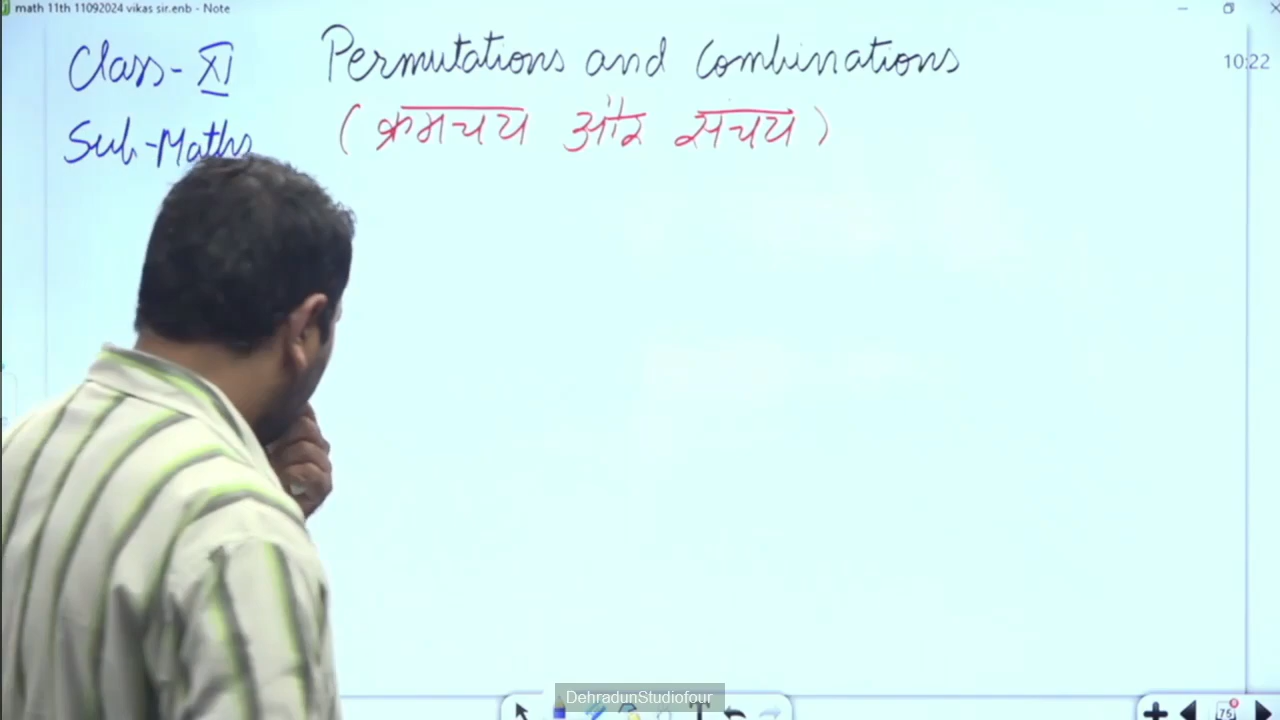 math 11th 11092024 vikas sir.enb - Note
Class-XI Permutations and Combinations
10:22
Sub-Maths (क्रमचय और संचय)
DehradunStudiofour
75